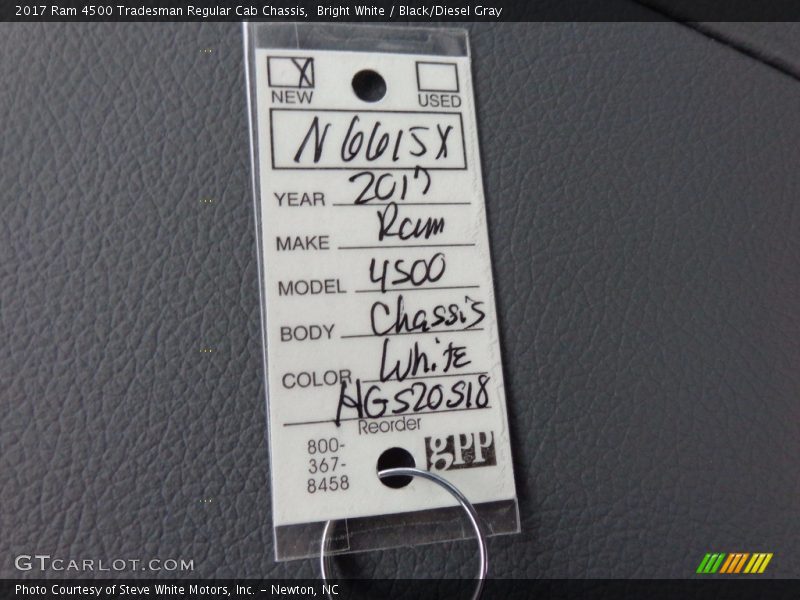 2017 Ram 4500 Tradesman Regular Cab Chassis,  Bright White / Black/Diesel Gray
X
NEW USED
N6615X
YEAR 2017
MAKE Ram
MODEL 4500
BODY Chassis
COLOR White
HG520518
Reorder
800-
367-
8458
gpp
GTCARLOT.COM
Photo Courtesy of Steve White Motors, Inc. – Newton, NC